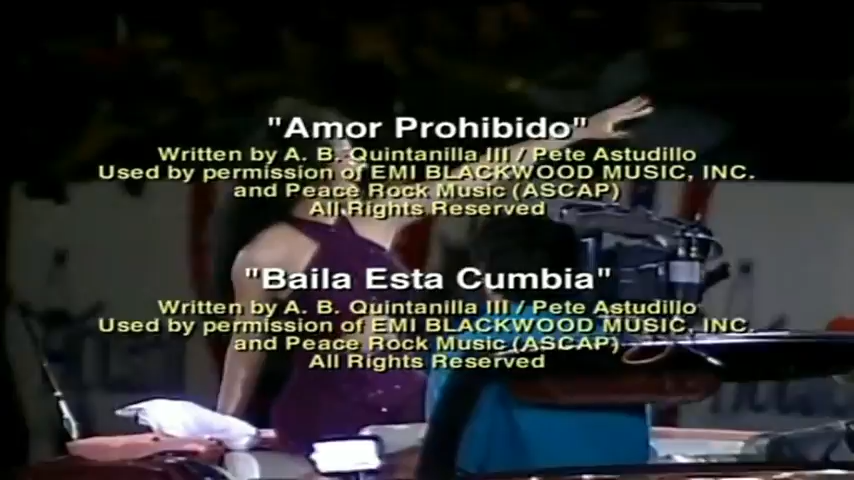 "Amor Prohibido"
Written by A. B. Quintanilla III / Pete Astudillo
Used by permission of EMI BLACKWOOD MUSIC, INC.
and Peace Rock Music (ASCAP)
All Rights Reserved
"Baila Esta Cumbia"
Written by A. B. Quintanilla III / Pete Astudillo
Used by permission of EMI BLACKWOOD MUSIC, INC.
and Peace Rock Music (ASCAP)
All Rights Reserved